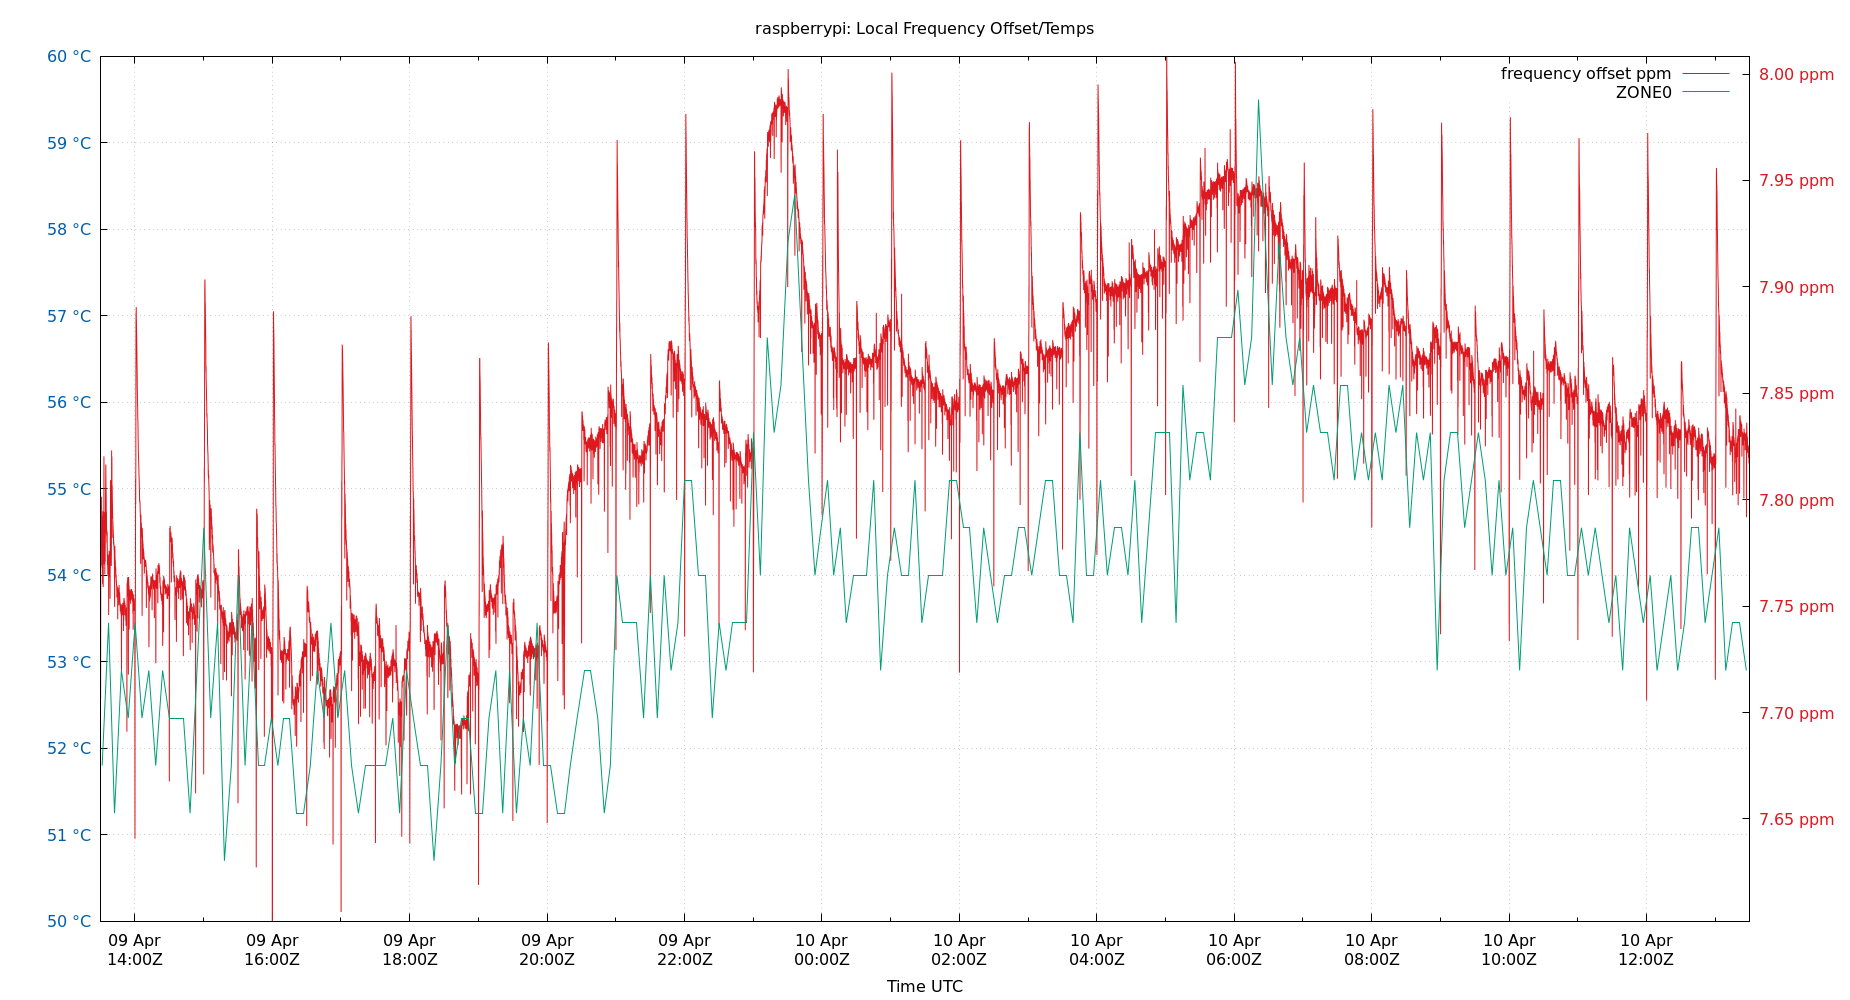 raspberrypi: Local Frequency Offset/Temps
frequency offset ppm
ZONE0
60 °C
59 °C
58 °C
57 °C
56 °C
55 °C
54 °C
53 °C
52 °C
51 °C
50 °C
8.00 ppm
7.95 ppm
7.90 ppm
7.85 ppm
7.80 ppm
7.75 ppm
7.70 ppm
7.65 ppm
09 Apr
14:00Z
09 Apr
16:00Z
09 Apr
18:00Z
09 Apr
20:00Z
09 Apr
22:00Z
10 Apr
00:00Z
10 Apr
02:00Z
10 Apr
04:00Z
10 Apr
06:00Z
10 Apr
08:00Z
10 Apr
10:00Z
10 Apr
12:00Z
Time UTC